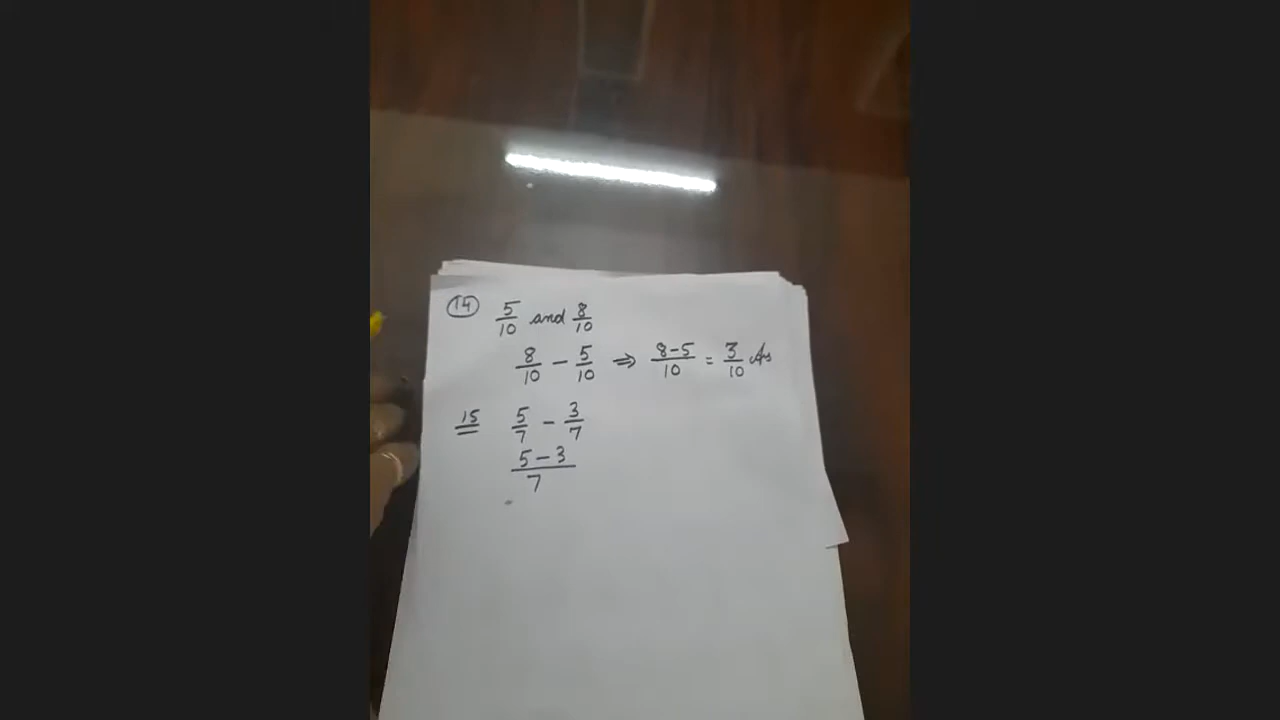 14 5/10 and 8/10
8/10 - 5/10 ⇒ 8-5/10 = 3/10 As
15 5/7 - 3/7
5-3/7